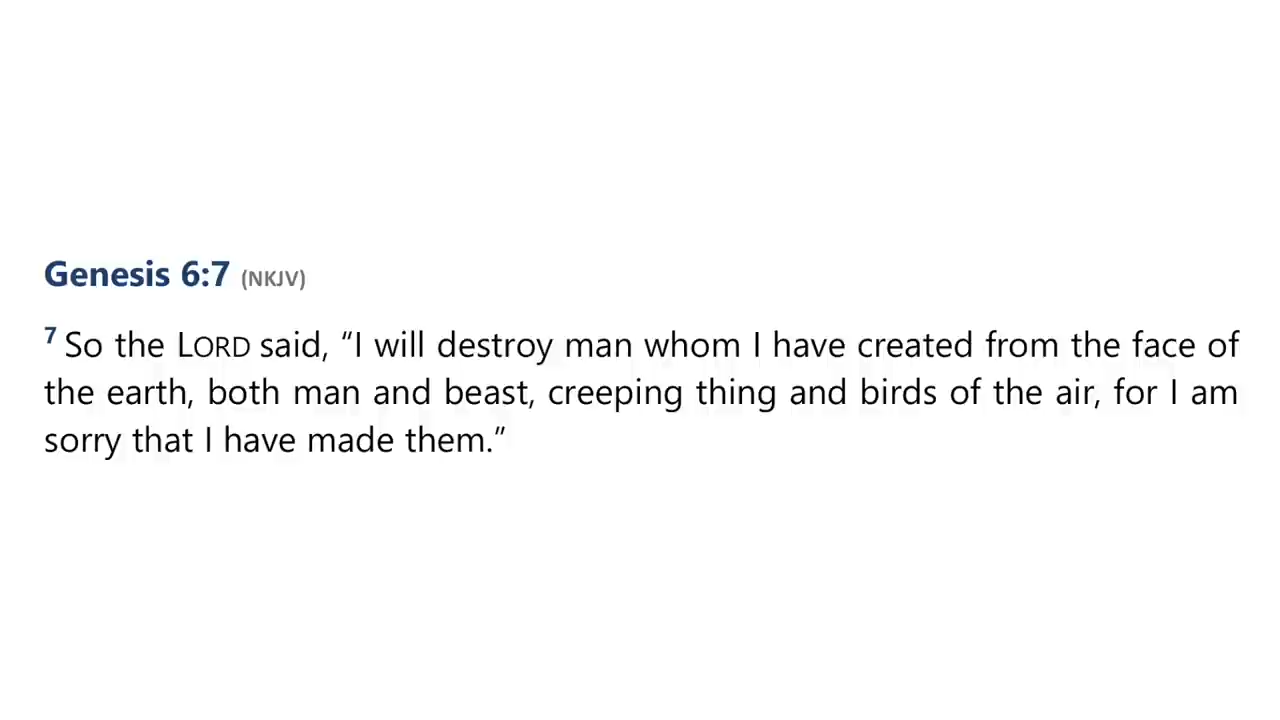 Genesis 6:7 (NKJV)
7 So the LORD said, “I will destroy man whom I have created from the face of
the earth, both man and beast, creeping thing and birds of the air, for I am
sorry that I have made them.”